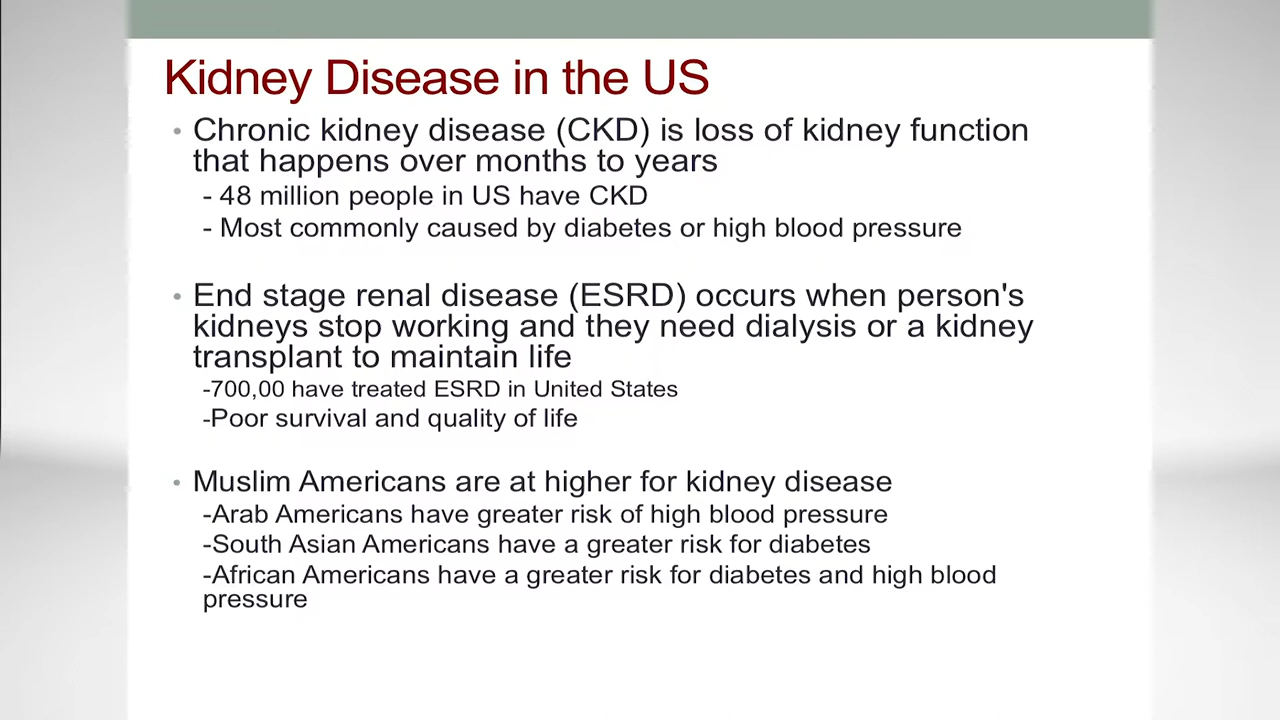 Kidney Disease in the US
• Chronic kidney disease (CKD) is loss of kidney function
that happens over months to years
- 48 million people in US have CKD
- Most commonly caused by diabetes or high blood pressure
• End stage renal disease (ESRD) occurs when person's
kidneys stop working and they need dialysis or a kidney
transplant to maintain life
-700,00 have treated ESRD in United States
-Poor survival and quality of life
• Muslim Americans are at higher for kidney disease
-Arab Americans have greater risk of high blood pressure
-South Asian Americans have a greater risk for diabetes
-African Americans have a greater risk for diabetes and high blood
pressure